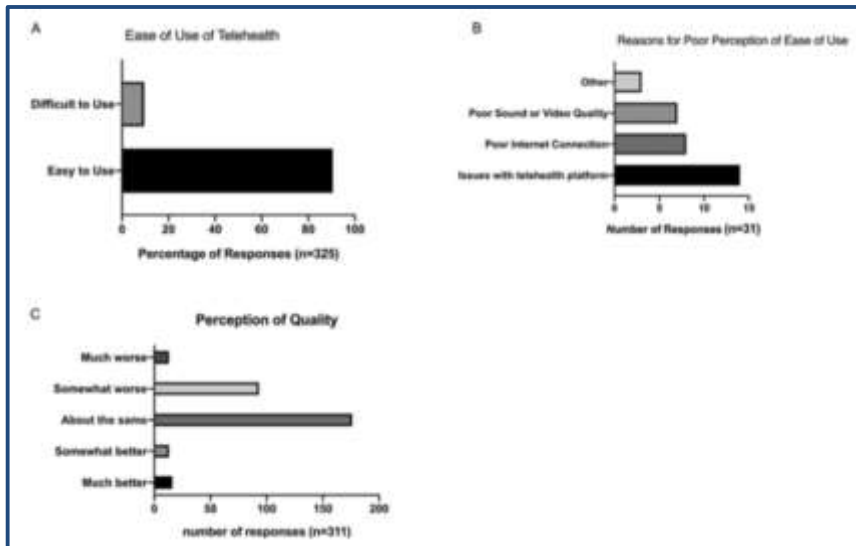 A
Ease of Use of Telehealth
Difficult to Use
Easy to Use
0 20 40 60 80 100
Percentage of Responses (n=325)
B
Reasons for Poor Perception of Ease of Use
Other
Poor Sound or Video Quality
Poor Internet Connection
Issues with telehealth platform
0 5 10 15
Number of Responses (n=31)
C
Perception of Quality
Much worse
Somewhat worse
About the same
Somewhat better
Much better
0 50 100 150 200
number of responses (n=311)